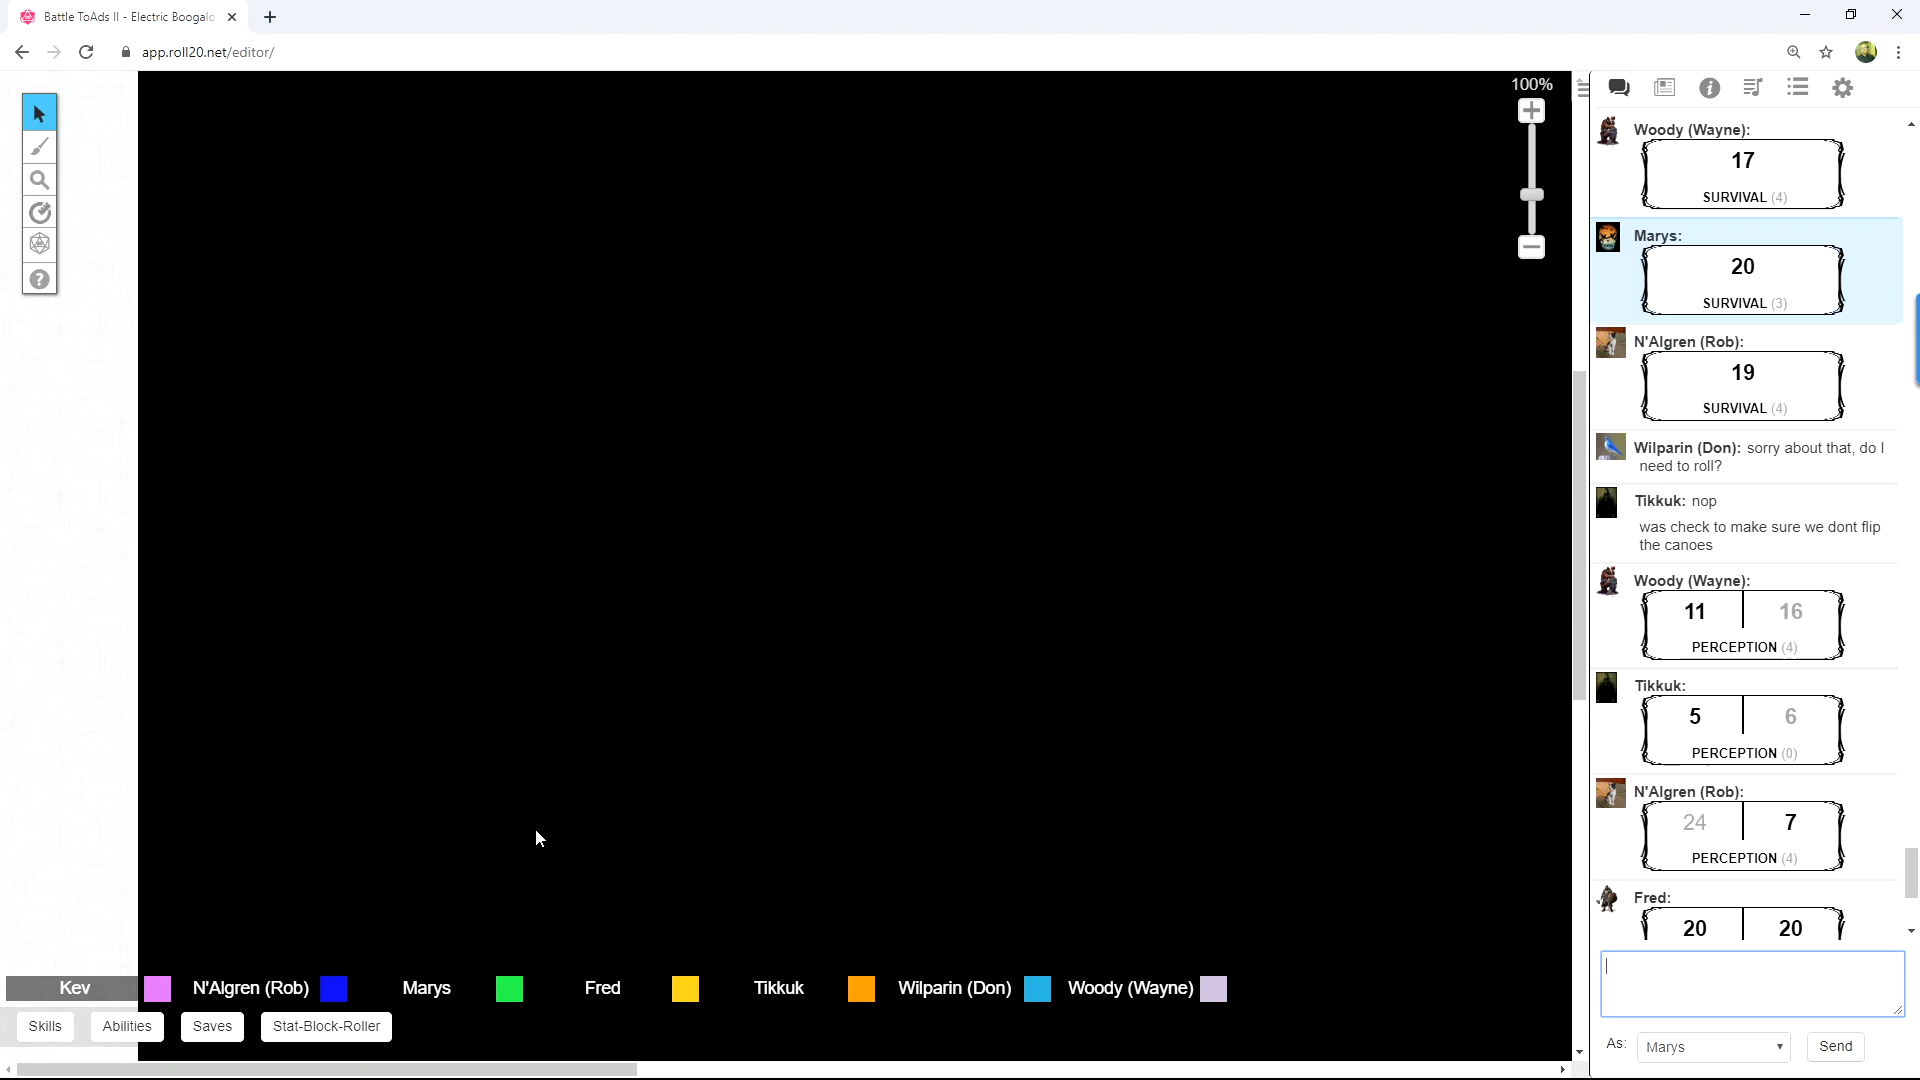 Battle ToAds II - Electric Boogalo
app.roll20.net/editor/
100%
Woody (Wayne):
17
SURVIVAL (4)
Marys:
20
SURVIVAL (3)
N'Algren (Rob):
19
SURVIVAL (4)
Wilparin (Don): sorry about that, do I
need to roll?
Tikkuk: nop
was check to make sure we dont flip
the canoes
Woody (Wayne):
11 16
PERCEPTION (4)
Tikkuk:
5 6
PERCEPTION (0)
N'Algren (Rob):
24 7
PERCEPTION (4)
Fred:
20 20
Kev N'Algren (Rob) Marys Fred Tikkuk Wilparin (Don) Woody (Wayne)
Skills Abilities Saves Stat-Block-Roller
As: Marys Send